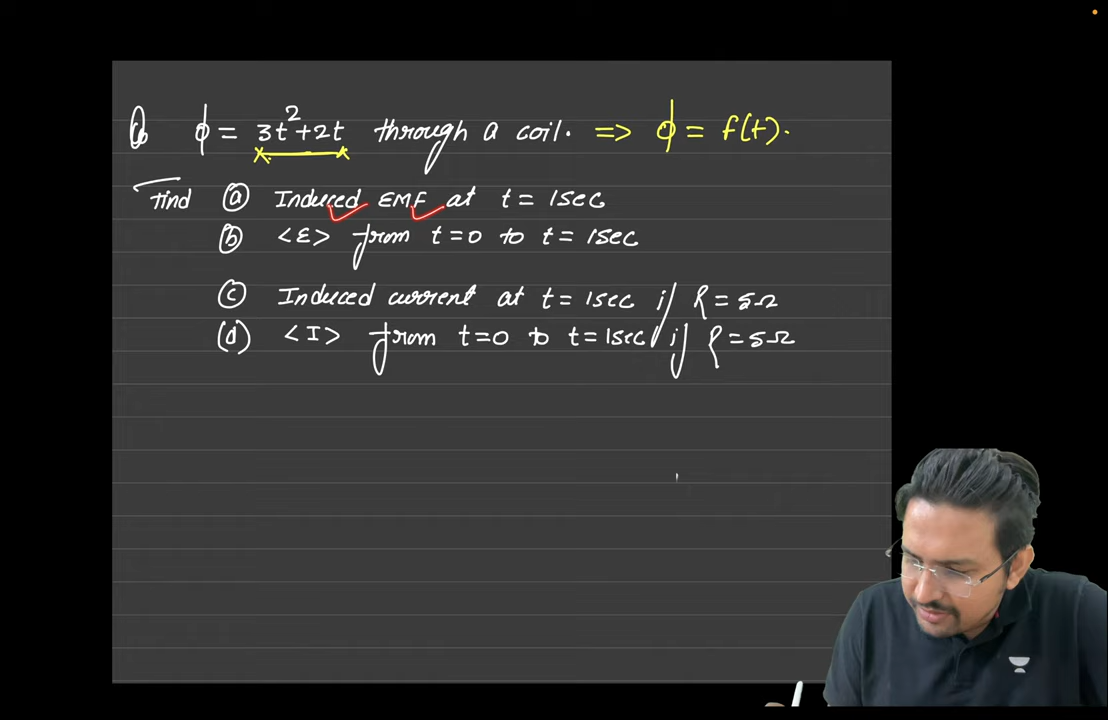 Q ϕ = 3t²+2t through a coil. => ϕ = f(t).
Find (a) Induced EMF at t = 1sec
(b) <ε> from t=0 to t = 1sec
(c) Induced current at t = 1sec if R = 5Ω
(d) <I> from t=0 to t = 1sec if R = 5Ω